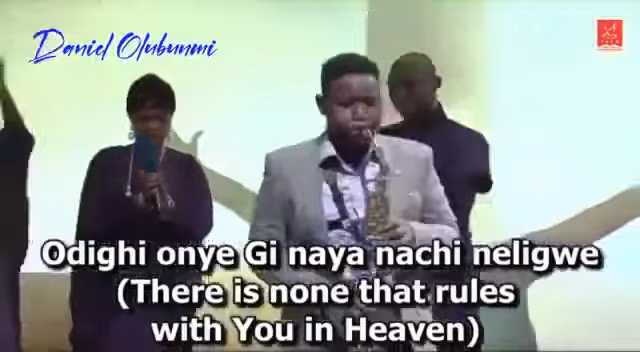 Daniel Olubunmi
Odighi onye Gi naya nachi neligwe
(There is none that rules
with You in Heaven)